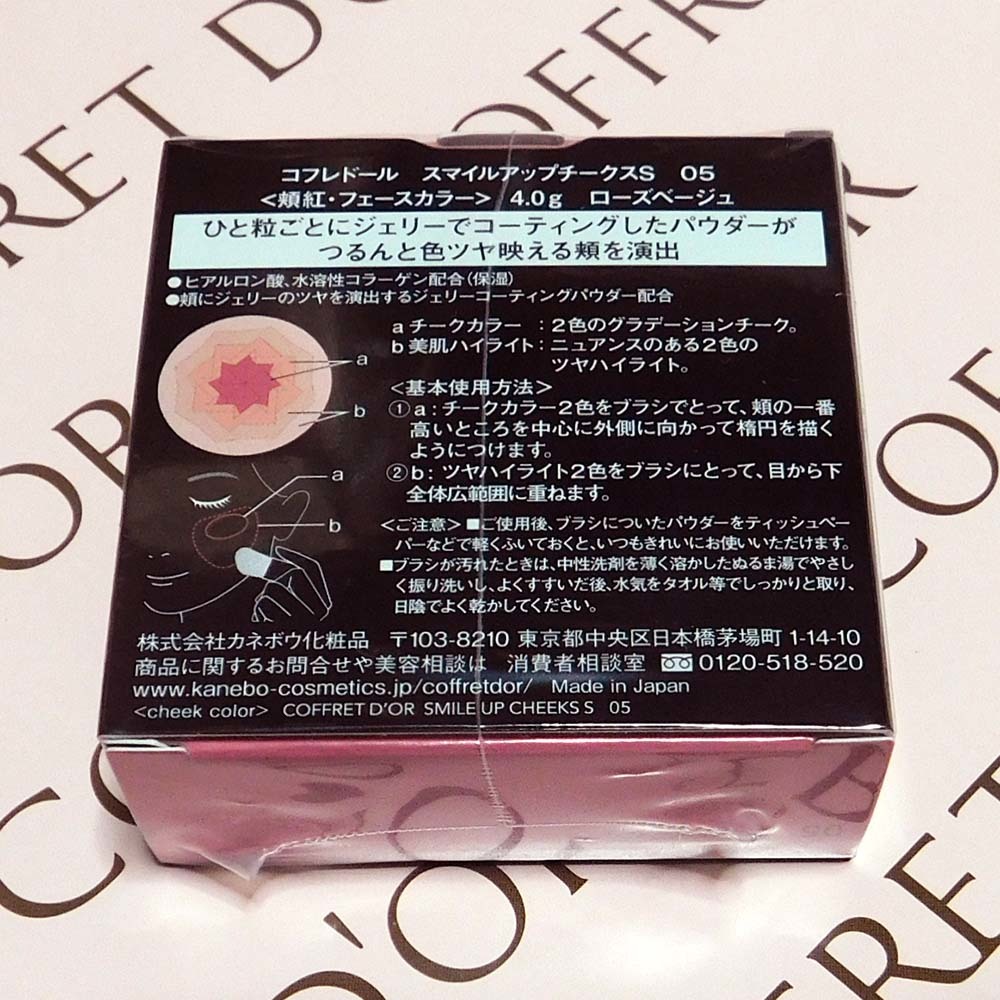 コフレドール　スマイルアップチークスS　05
<頬紅・フェースカラー>　4.0g　ローズベージュ
ひと粒ごとにジェリーでコーティングしたパウダーが
つるんと色ツヤ映える頬を演出
●ヒアルロン酸、水溶性コラーゲン配合(保湿)
●頬にジェリーのツヤを演出するジェリーコーティングパウダー配合
a チークカラー ：2色のグラデーションチーク。
b 美肌ハイライト：ニュアンスのある2色の
ツヤハイライト。
a
b
<基本使用方法>
①a：チークカラー2色をブラシでとって、頬の一番
高いところを中心に外側に向かって楕円を描く
ようにつけます。
②b：ツヤハイライト2色をブラシにとって、目から下
全体広範囲に重ねます。
a
b
<ご注意>■ご使用後、ブラシについたパウダーをティッシュペー
パーなどで軽くふいておくと、いつもきれいにお使いいただけます。
■ブラシが汚れたときは、中性洗剤を薄く溶かしたぬるま湯でやさし
く振り洗いし、よくすすいだ後、水気をタオル等でしっかりと取り、
日陰でよく乾かしてください。
株式会社カネボウ化粧品　〒103-8210 東京都中央区日本橋茅場町 1-14-10
商品に関するお問合せや美容相談は　消費者相談室 0120-518-520
www.kanebo-cosmetics.jp/coffretdor/　Made in Japan
<cheek color>　COFFRET D'OR SMILE UP CHEEKS S　05